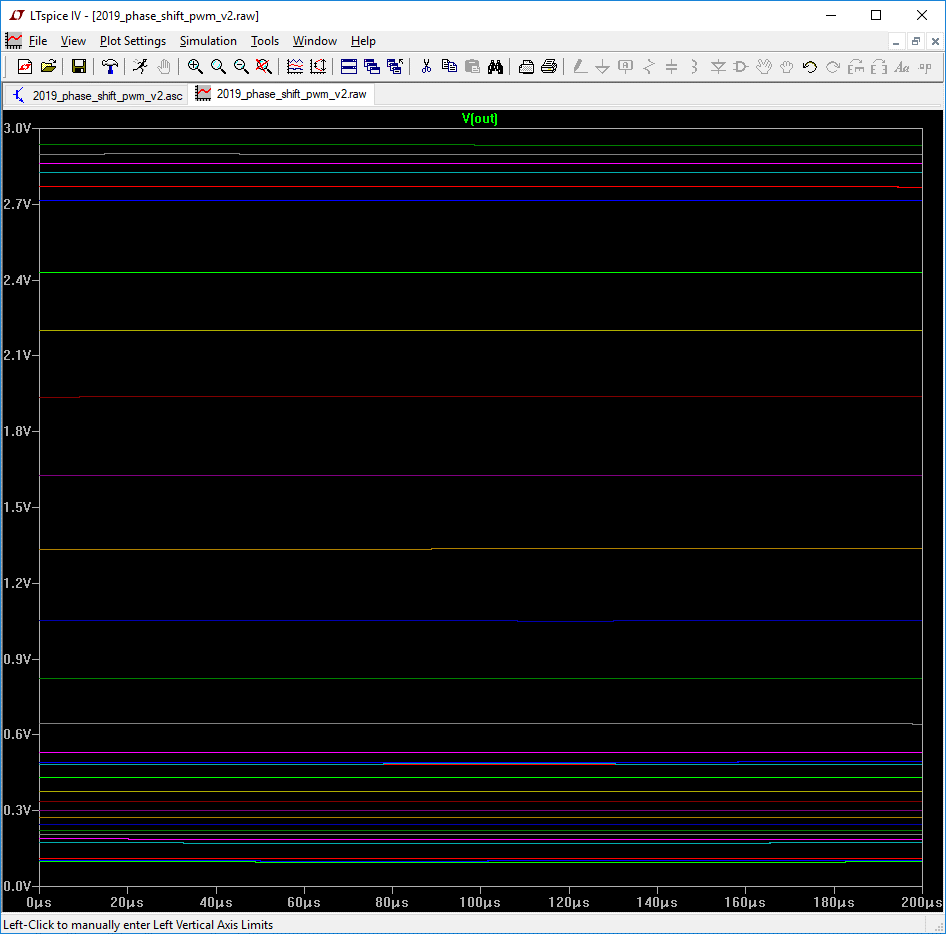 LTspice IV - [2019_phase_shift_pwm_v2.raw]
File View Plot Settings Simulation Tools Window Help
2019_phase_shift_pwm_v2.asc 2019_phase_shift_pwm_v2.raw
V(out)
3.0V
2.7V
2.4V
2.1V
1.8V
1.5V
1.2V
0.9V
0.6V
0.3V
0.0V
0µs 20µs 40µs 60µs 80µs 100µs 120µs 140µs 160µs 180µs 200µs
Left-Click to manually enter Left Vertical Axis Limits